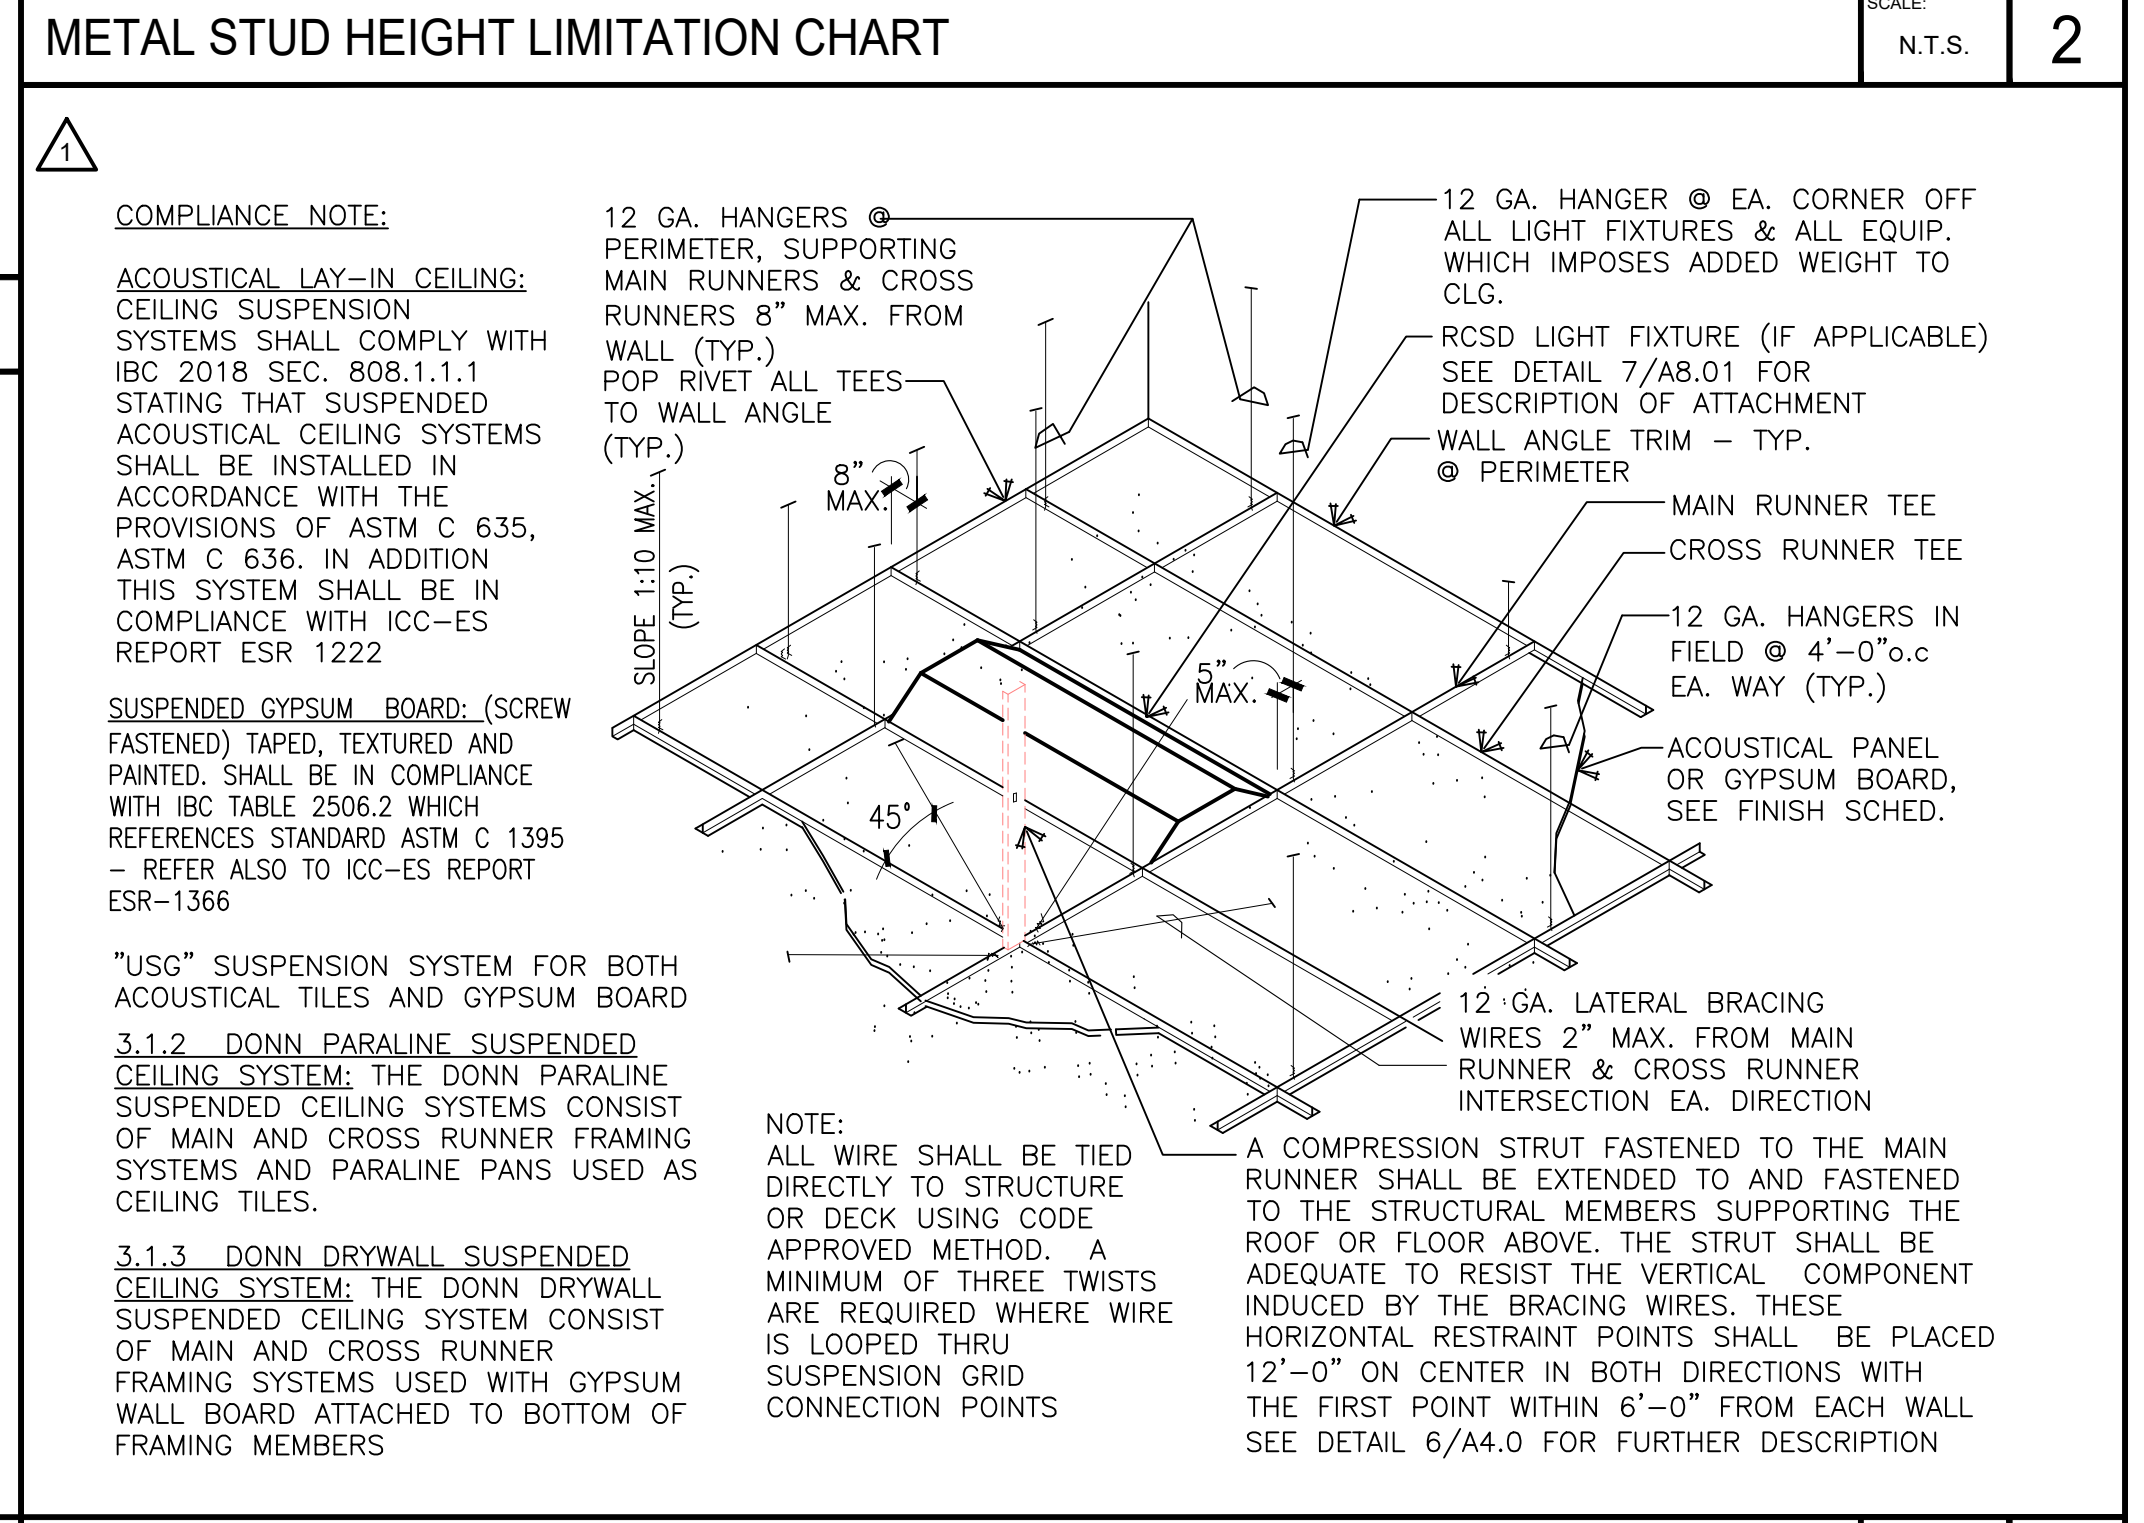 METAL STUD HEIGHT LIMITATION CHART
SCALE:
N.T.S.
2
1
COMPLIANCE NOTE:
ACOUSTICAL LAY-IN CEILING:
CEILING SUSPENSION
SYSTEMS SHALL COMPLY WITH
IBC 2018 SEC. 808.1.1.1
STATING THAT SUSPENDED
ACOUSTICAL CEILING SYSTEMS
SHALL BE INSTALLED IN
ACCORDANCE WITH THE
PROVISIONS OF ASTM C 635,
ASTM C 636. IN ADDITION
THIS SYSTEM SHALL BE IN
COMPLIANCE WITH ICC-ES
REPORT ESR 1222
SUSPENDED GYPSUM BOARD: (SCREW
FASTENED) TAPED, TEXTURED AND
PAINTED. SHALL BE IN COMPLIANCE
WITH IBC TABLE 2506.2 WHICH
REFERENCES STANDARD ASTM C 1395
- REFER ALSO TO ICC-ES REPORT
ESR-1366
"USG" SUSPENSION SYSTEM FOR BOTH
ACOUSTICAL TILES AND GYPSUM BOARD
3.1.2 DONN PARALINE SUSPENDED
CEILING SYSTEM: THE DONN PARALINE
SUSPENDED CEILING SYSTEMS CONSIST
OF MAIN AND CROSS RUNNER FRAMING
SYSTEMS AND PARALINE PANS USED AS
CEILING TILES.
3.1.3 DONN DRYWALL SUSPENDED
CEILING SYSTEM: THE DONN DRYWALL
SUSPENDED CEILING SYSTEM CONSIST
OF MAIN AND CROSS RUNNER
FRAMING SYSTEMS USED WITH GYPSUM
WALL BOARD ATTACHED TO BOTTOM OF
FRAMING MEMBERS
12 GA. HANGERS @
PERIMETER, SUPPORTING
MAIN RUNNERS & CROSS
RUNNERS 8" MAX. FROM
WALL (TYP.)
POP RIVET ALL TEES
TO WALL ANGLE
(TYP.)
SLOPE 1:10 MAX.
(TYP.)
8"
MAX.
5"
MAX.
45°
12 GA. HANGER @ EA. CORNER OFF
ALL LIGHT FIXTURES & ALL EQUIP.
WHICH IMPOSES ADDED WEIGHT TO
CLG.
RCSD LIGHT FIXTURE (IF APPLICABLE)
SEE DETAIL 7/A8.01 FOR
DESCRIPTION OF ATTACHMENT
WALL ANGLE TRIM - TYP.
@ PERIMETER
MAIN RUNNER TEE
CROSS RUNNER TEE
12 GA. HANGERS IN
FIELD @ 4'-0"o.c
EA. WAY (TYP.)
ACOUSTICAL PANEL
OR GYPSUM BOARD,
SEE FINISH SCHED.
12 GA. LATERAL BRACING
WIRES 2" MAX. FROM MAIN
RUNNER & CROSS RUNNER
INTERSECTION EA. DIRECTION
NOTE:
ALL WIRE SHALL BE TIED
DIRECTLY TO STRUCTURE
OR DECK USING CODE
APPROVED METHOD. A
MINIMUM OF THREE TWISTS
ARE REQUIRED WHERE WIRE
IS LOOPED THRU
SUSPENSION GRID
CONNECTION POINTS
A COMPRESSION STRUT FASTENED TO THE MAIN
RUNNER SHALL BE EXTENDED TO AND FASTENED
TO THE STRUCTURAL MEMBERS SUPPORTING THE
ROOF OR FLOOR ABOVE. THE STRUT SHALL BE
ADEQUATE TO RESIST THE VERTICAL COMPONENT
INDUCED BY THE BRACING WIRES. THESE
HORIZONTAL RESTRAINT POINTS SHALL BE PLACED
12'-0" ON CENTER IN BOTH DIRECTIONS WITH
THE FIRST POINT WITHIN 6'-0" FROM EACH WALL
SEE DETAIL 6/A4.0 FOR FURTHER DESCRIPTION